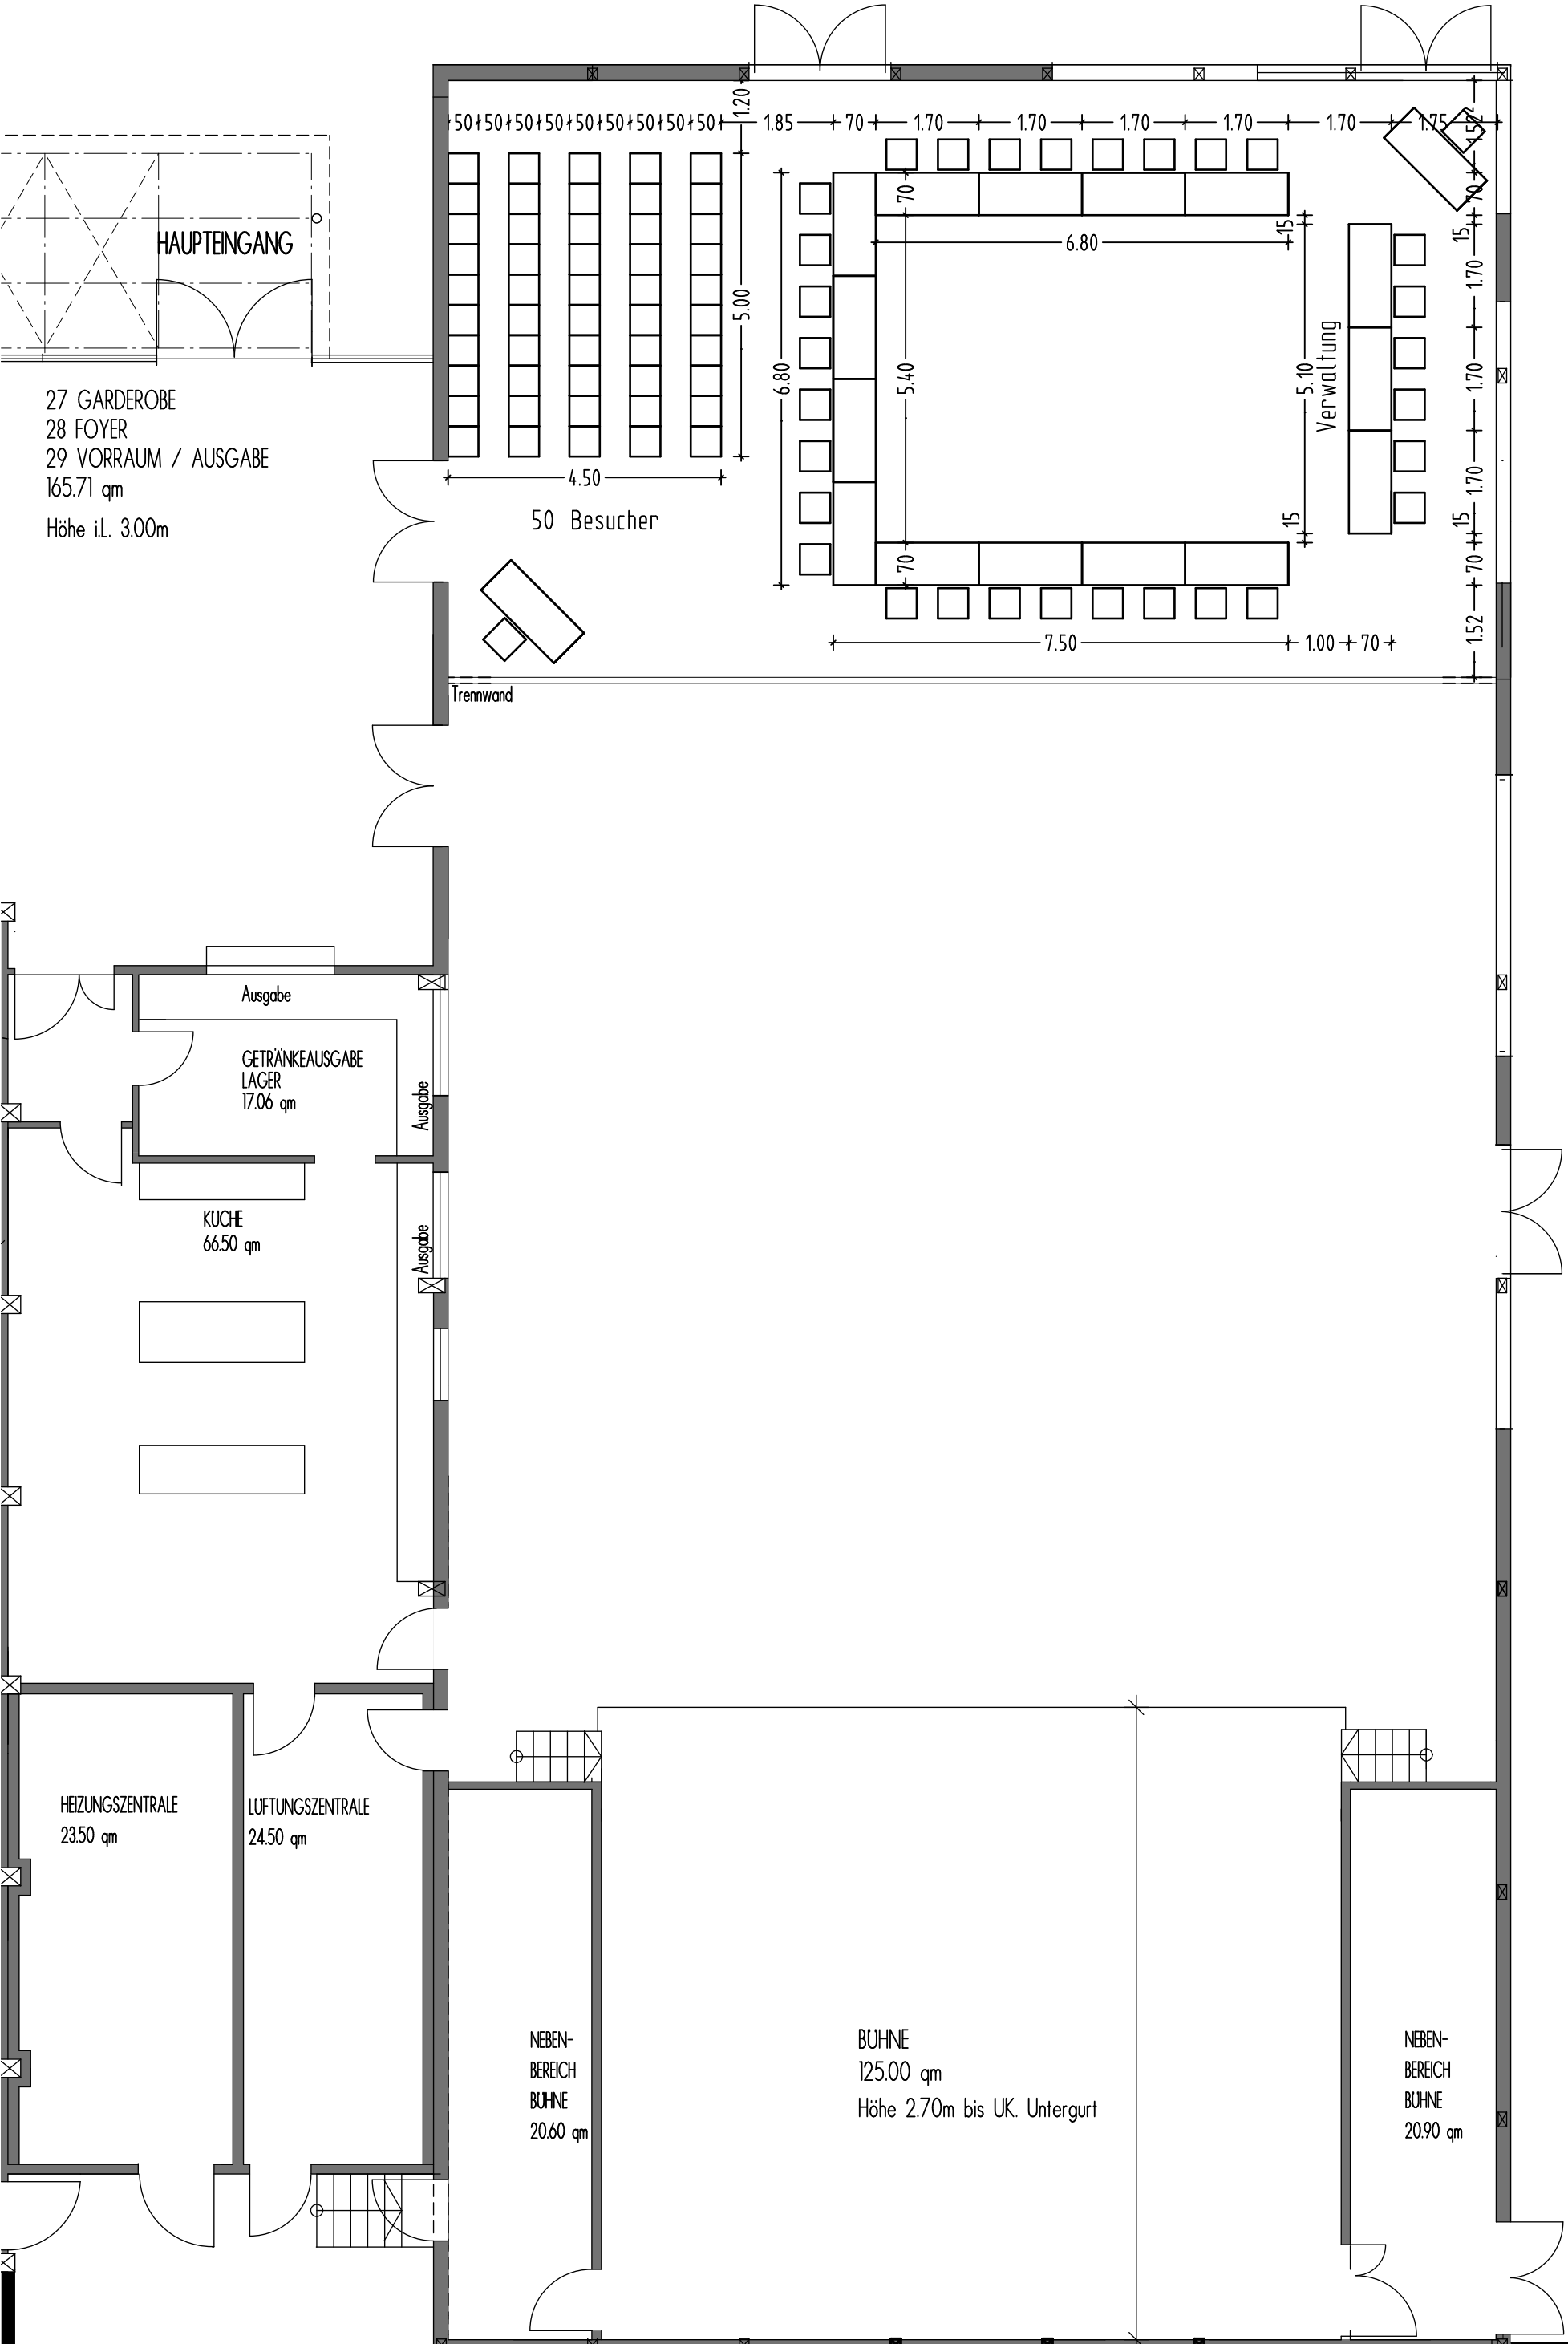 1.20
50 50 50 50 50 50 50 50 50 1.85 70 1.70 1.70 1.70 1.70 1.70 1.75
1.52
HAUPTEINGANG
70
70
15
15
6.80
5.00
1.70
27 GARDEROBE
28 FOYER
29 VORRAUM / AUSGABE
165.71 qm
Höhe i.L. 3.00m
6.80
5.40
5.10
Verwaltung
1.70
4.50
1.70
50 Besucher
15
15
70
70
7.50
1.00
70
1.52
Trennwand
Ausgabe
GETRÄNKEAUSGABE
LAGER
17.06 qm
Ausgabe
KÜCHE
66.50 qm
Ausgabe
HEIZUNGSZENTRALE
23.50 qm
LÜFTUNGSZENTRALE
24.50 qm
NEBEN-
BEREICH
BÜHNE
20.60 qm
BÜHNE
125.00 qm
Höhe 2.70m bis UK. Untergurt
NEBEN-
BEREICH
BÜHNE
20.90 qm